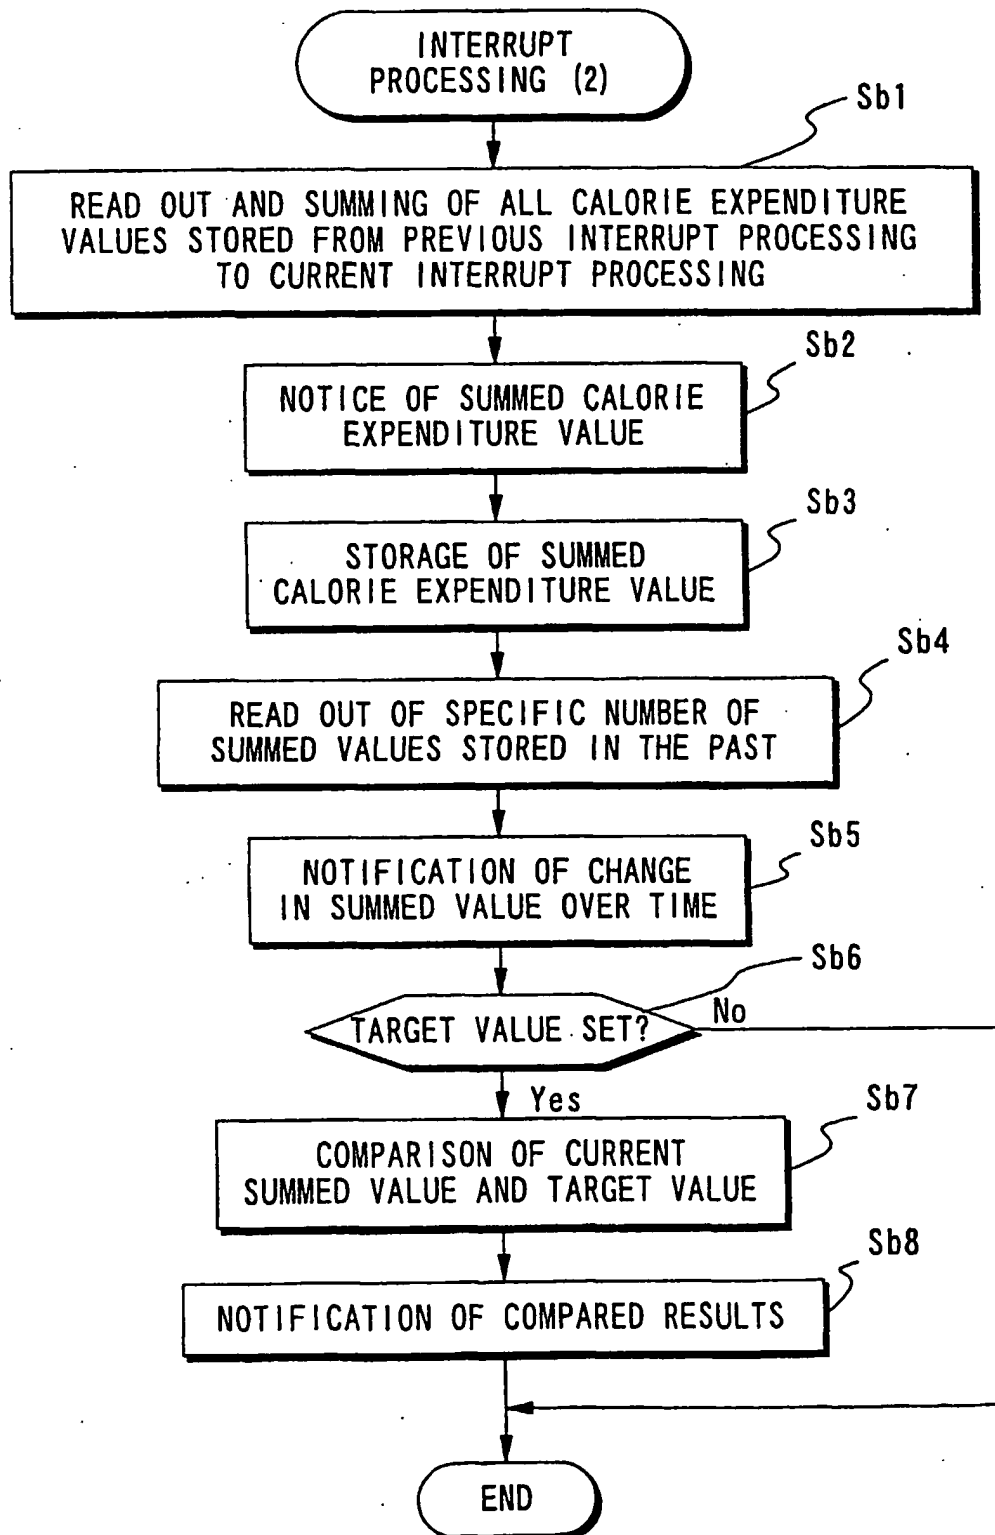 INTERRUPT
PROCESSING (2)
Sb1
READ OUT AND SUMMING OF ALL CALORIE EXPENDITURE
VALUES STORED FROM PREVIOUS INTERRUPT PROCESSING
TO CURRENT INTERRUPT PROCESSING
Sb2
NOTICE OF SUMMED CALORIE
EXPENDITURE VALUE
Sb3
STORAGE OF SUMMED
CALORIE EXPENDITURE VALUE
Sb4
READ OUT OF SPECIFIC NUMBER OF
SUMMED VALUES STORED IN THE PAST
Sb5
NOTIFICATION OF CHANGE
IN SUMMED VALUE OVER TIME
Sb6
TARGET VALUE SET?
No
Yes
Sb7
COMPARISON OF CURRENT
SUMMED VALUE AND TARGET VALUE
Sb8
NOTIFICATION OF COMPARED RESULTS
END